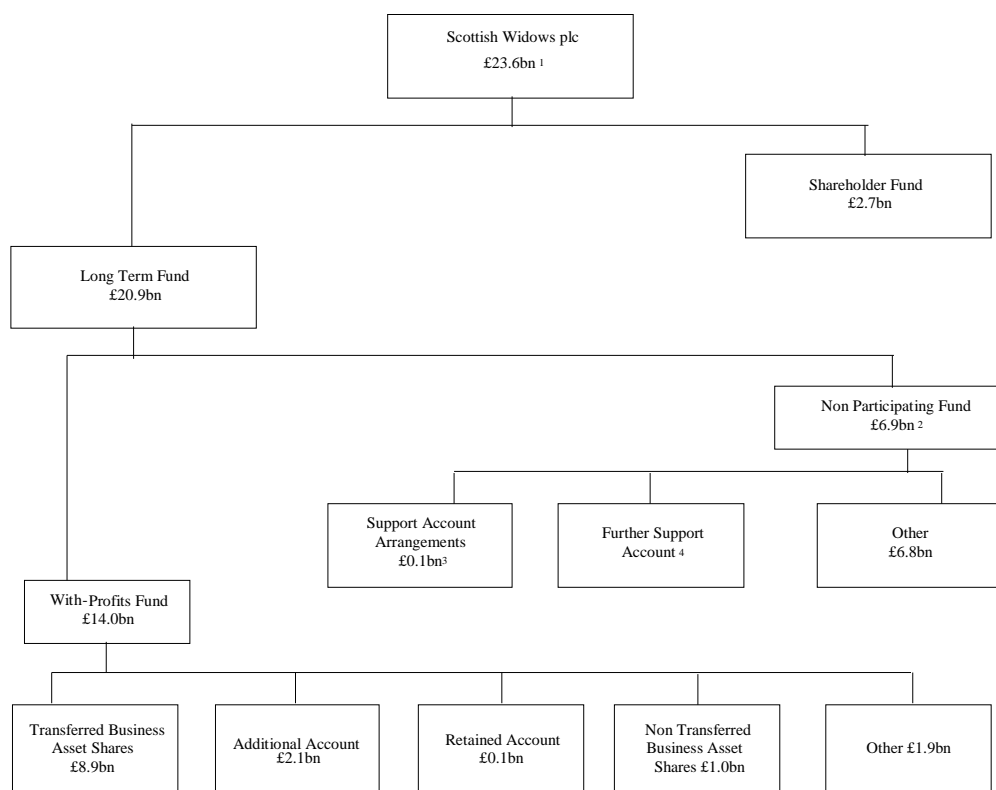 Scottish Widows plc
£23.6bn 1
Shareholder Fund
£2.7bn
Long Term Fund
£20.9bn
Non Participating Fund
£6.9bn 2
Support Account
Arrangements
£0.1bn3
Further Support
Account 4
Other
£6.8bn
With-Profits Fund
£14.0bn
Transferred Business
Asset Shares
£8.9bn
Additional Account
£2.1bn
Retained Account
£0.1bn
Non Transferred
Business Asset
Shares £1.0bn
Other £1.9bn